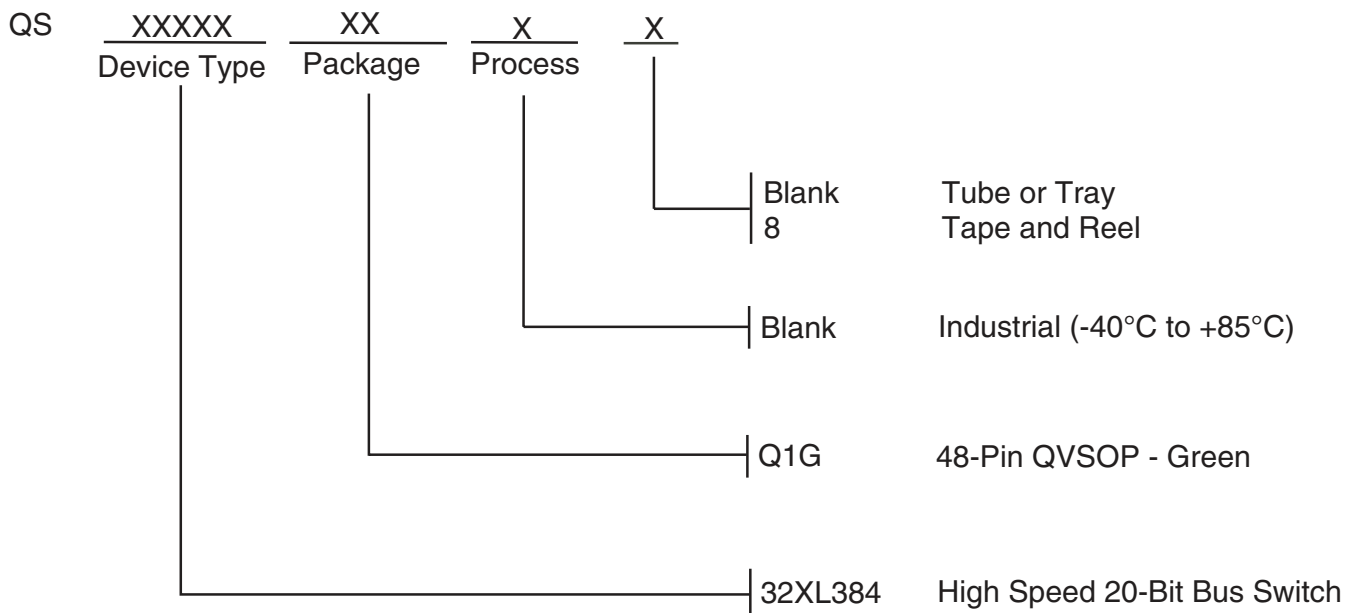 QS XXXXX XX X X
Device Type Package Process
Blank Tube or Tray
8 Tape and Reel
Blank Industrial (-40°C to +85°C)
Q1G 48-Pin QVSOP - Green
32XL384 High Speed 20-Bit Bus Switch